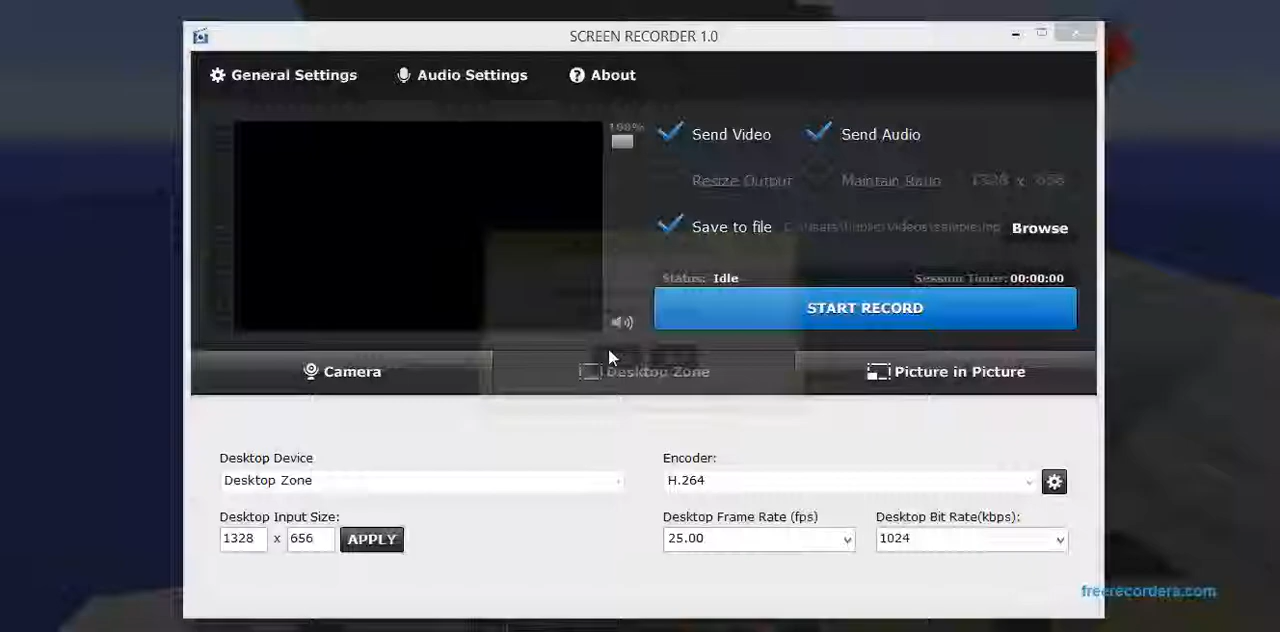 SCREEN RECORDER 1.0
General Settings Audio Settings About
100%
Send Video Send Audio
Resize Output Maintain Ratio 1328 x 656
Save to file Browse
Status: Idle Session Timer: 00:00:00
START RECORD
Camera Desktop Zone Picture in Picture
Desktop Device Encoder:
Desktop Zone H.264
Desktop Input Size: Desktop Frame Rate (fps) Desktop Bit Rate(kbps):
1328 x 656 APPLY 25.00 1024
freerecordera.com